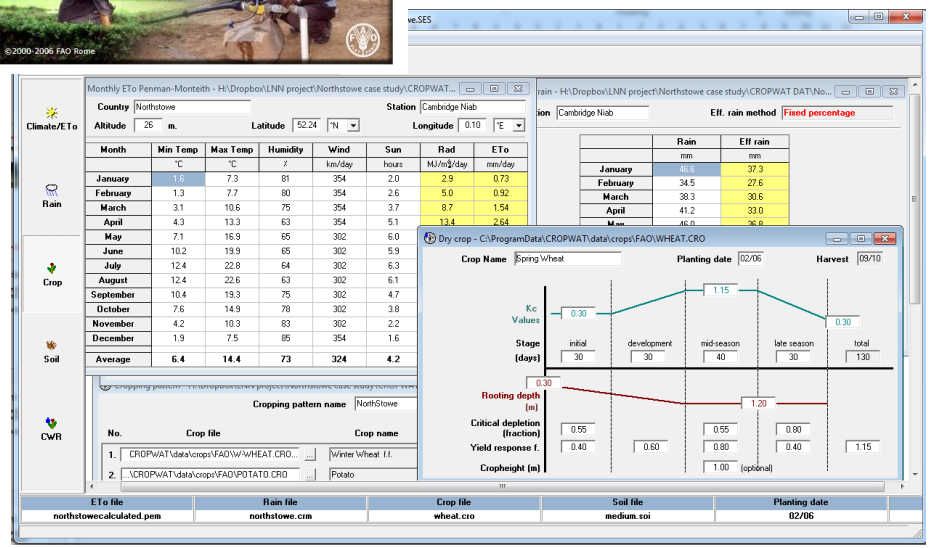 ve.SES
©2000-2006 FAO Rome
FAO
Monthly ETo Penman-Monteith - H:\Dropbox\LNN project\Northstowe case study\CROPWAT...
Country Northstowe Station Cambridge Niab
Altitude 26 m. Latitude 52.24 °N Longitude 0.10 °E
Month Min Temp Max Temp Humidity Wind Sun Rad ETo
°C °C % km/day hours MJ/m²/day mm/day
January 1.6 7.3 81 354 2.0 2.9 0.73
February 1.3 7.7 80 354 2.6 5.0 0.92
March 3.1 10.6 75 354 3.7 8.7 1.54
April 4.3 13.3 63 354 5.1 13.4 2.64
May 7.1 16.9 65 302 6.0
June 10.2 19.9 65 302 5.9
July 12.4 22.8 64 302 6.3
August 12.4 22.6 63 302 6.1
September 10.4 19.3 75 302 4.7
October 7.6 14.9 78 302 3.8
November 4.2 10.3 83 302 2.2
December 1.9 7.5 85 354 1.6
Average 6.4 14.4 73 324 4.2
rain - H:\Dropbox\LNN project\Northstowe case study\CROPWAT DAT\No...
ion Cambridge Niab Eff. rain method Fixed percentage
Rain Eff rain
mm mm
January 46.6 37.3
February 34.5 27.6
March 38.3 30.6
April 41.2 33.0
May 46.0 36.8
Dry crop - C:\ProgramData\CROPWAT\data\crops\FAO\WHEAT.CRO
Crop Name Spring Wheat Planting date 02/06 Harvest 09/10
Kc
Values
0.30 1.15 0.30
Stage initial development mid-season late season total
(days) 30 30 40 30 130
Rooting depth
(m)
0.30 1.20
Critical depletion
(fraction) 0.55 0.55 0.80
Yield response f. 0.40 0.60 0.80 0.40 1.15
Cropheight (m) 1.00 (optional)
Cropping pattern - H:\Dropbox\LNN project\Northstowe case study\CROPWAT
Cropping pattern name NorthStowe
No. Crop file Crop name
1. CROPWAT\data\crops\FAO\W-WHEAT.CRO... ... Winter Wheat f.f.
2. ...\CROPWAT\data\crops\FAO\POTATO.CRO ... Potato
Climate/ETo
Rain
Crop
Soil
CWR
ETo file Rain file Crop file Soil file Planting date
northstowecalculated.pem northstowe.crm wheat.cro medium.soi 02/06